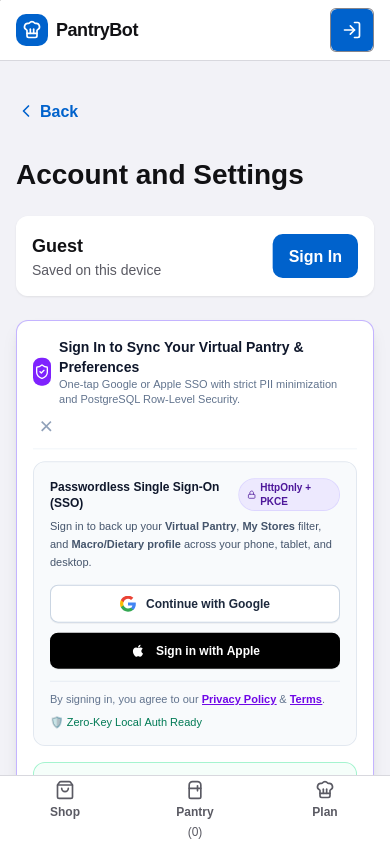 PantryBot
Back
Account and Settings
Guest
Saved on this device
Sign In
Sign In to Sync Your Virtual Pantry &
Preferences
One-tap Google or Apple SSO with strict PII minimization
and PostgreSQL Row-Level Security.
Passwordless Single Sign-On
(SSO)
HttpOnly +
PKCE
Sign in to back up your Virtual Pantry, My Stores filter,
and Macro/Dietary profile across your phone, tablet, and
desktop.
Continue with Google
Sign in with Apple
By signing in, you agree to our Privacy Policy & Terms.
Zero-Key Local Auth Ready
Shop
Pantry
(0)
Plan